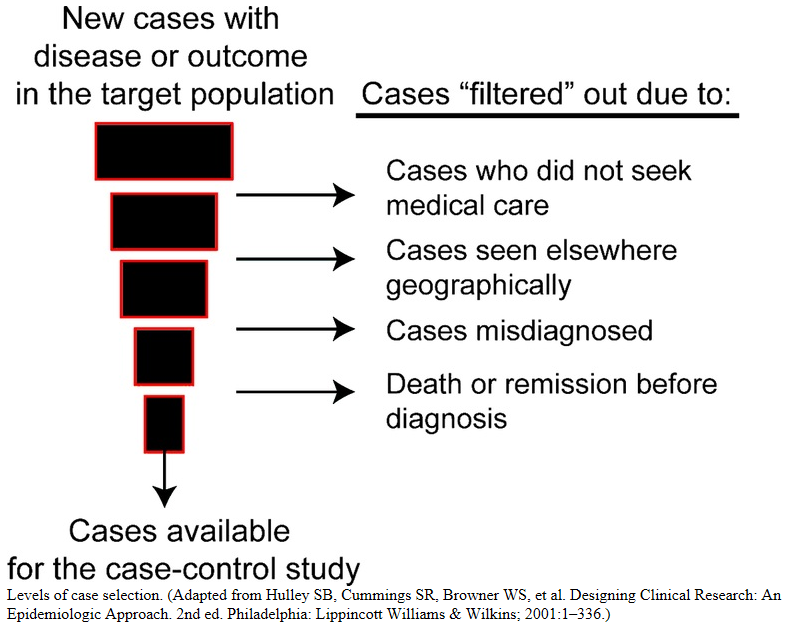 New cases with
disease or outcome
in the target population
Cases “filtered” out due to:
Cases who did not seek
medical care
Cases seen elsewhere
geographically
Cases misdiagnosed
Death or remission before
diagnosis
Cases available
for the case-control study
Levels of case selection. (Adapted from Hulley SB, Cummings SR, Browner WS, et al. Designing Clinical Research: An
Epidemiologic Approach. 2nd ed. Philadelphia: Lippincott Williams & Wilkins; 2001:1–336.)